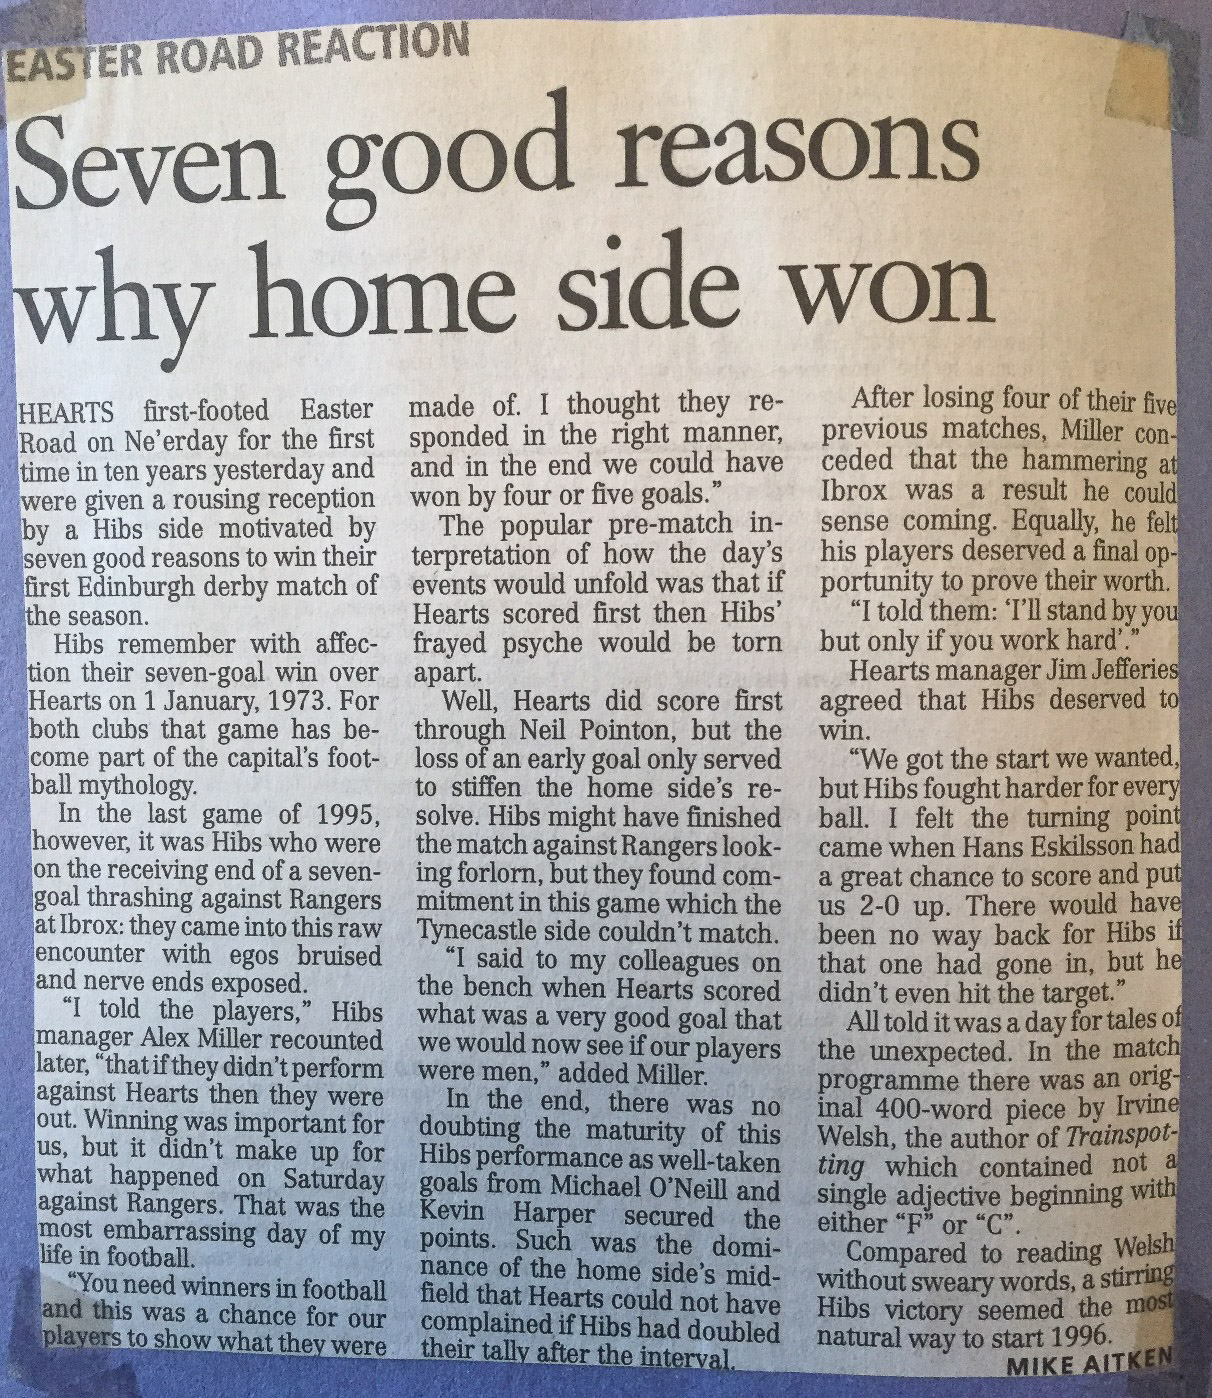 EASTER ROAD REACTION
Seven good reasons
why home side won
HEARTS first-footed Easter
Road on Ne'erday for the first
time in ten years yesterday and
were given a rousing reception
by a Hibs side motivated by
seven good reasons to win their
first Edinburgh derby match of
the season.
Hibs remember with affec-
tion their seven-goal win over
Hearts on 1 January, 1973. For
both clubs that game has be-
come part of the capital's foot-
ball mythology.
In the last game of 1995,
however, it was Hibs who were
on the receiving end of a seven-
goal thrashing against Rangers
at Ibrox: they came into this raw
encounter with egos bruised
and nerve ends exposed.
“I told the players,” Hibs
manager Alex Miller recounted
later, “that if they didn't perform
against Hearts then they were
out. Winning was important for
us, but it didn't make up for
what happened on Saturday
against Rangers. That was the
most embarrassing day of my
life in football.
“You need winners in football
and this was a chance for our
players to show what they were
made of. I thought they re-
sponded in the right manner,
and in the end we could have
won by four or five goals.”
The popular pre-match in-
terpretation of how the day's
events would unfold was that if
Hearts scored first then Hibs'
frayed psyche would be torn
apart.
Well, Hearts did score first
through Neil Pointon, but the
loss of an early goal only served
to stiffen the home side's re-
solve. Hibs might have finished
the match against Rangers look-
ing forlorn, but they found com-
mitment in this game which the
Tynecastle side couldn't match.
“I said to my colleagues on
the bench when Hearts scored
what was a very good goal that
we would now see if our players
were men,” added Miller.
In the end, there was no
doubting the maturity of this
Hibs performance as well-taken
goals from Michael O'Neill and
Kevin Harper secured the
points. Such was the domi-
nance of the home side's mid-
field that Hearts could not have
complained if Hibs had doubled
their tally after the interval.
After losing four of their five
previous matches, Miller con-
ceded that the hammering at
Ibrox was a result he could
sense coming. Equally, he felt
his players deserved a final op-
portunity to prove their worth.
“I told them: ‘I'll stand by you
but only if you work hard’.”
Hearts manager Jim Jefferies
agreed that Hibs deserved to
win.
“We got the start we wanted,
but Hibs fought harder for every
ball. I felt the turning point
came when Hans Eskilsson had
a great chance to score and put
us 2-0 up. There would have
been no way back for Hibs if
that one had gone in, but he
didn't even hit the target.”
All told it was a day for tales of
the unexpected. In the match
programme there was an orig-
inal 400-word piece by Irvine
Welsh, the author of Trainspot-
ting which contained not a
single adjective beginning with
either “F” or “C”.
Compared to reading Welsh
without sweary words, a stirring
Hibs victory seemed the most
natural way to start 1996.
MIKE AITKEN